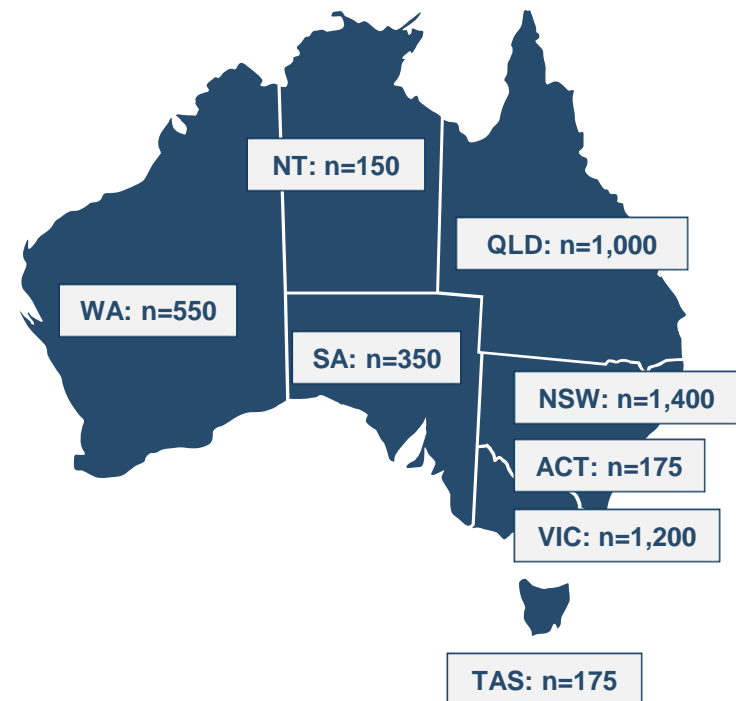 NT: n=150
QLD: n=1,000
WA: n=550
SA: n=350
NSW: n=1,400
ACT: n=175
VIC: n=1,200
TAS: n=175